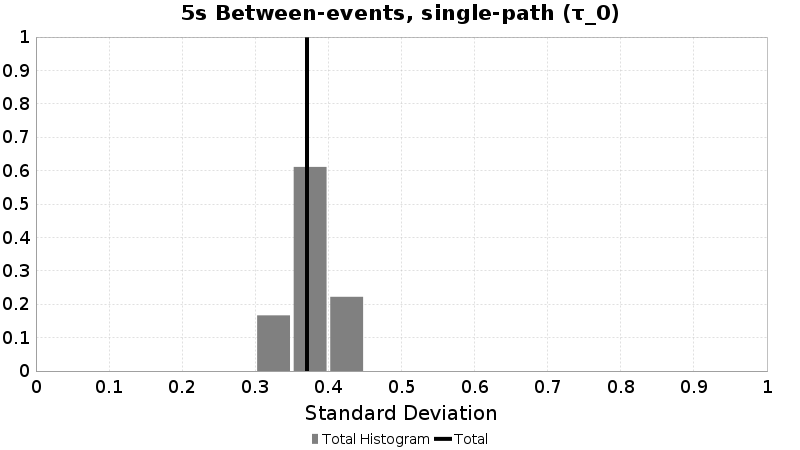 5s Between-events, single-path (τ_0)
1
0.9
0.8
0.7
0.6
0.5
0.4
0.3
0.2
0.1
0
0 0.1 0.2 0.3 0.4 0.5 0.6 0.7 0.8 0.9 1
Standard Deviation
Total Histogram Total